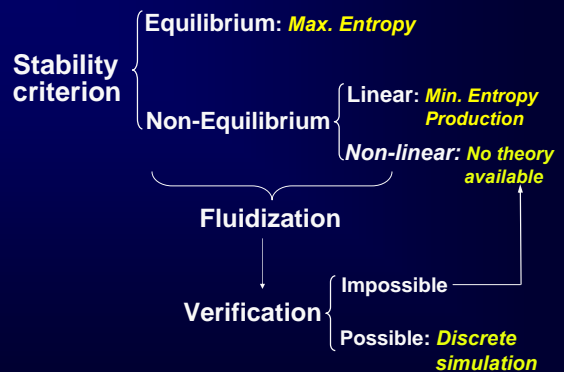 Equilibrium: Max. Entropy
Stability
criterion
Linear: Min. Entropy
Production
Non-Equilibrium
Non-linear: No theory
available
Fluidization
Impossible
Verification
Possible: Discrete
simulation